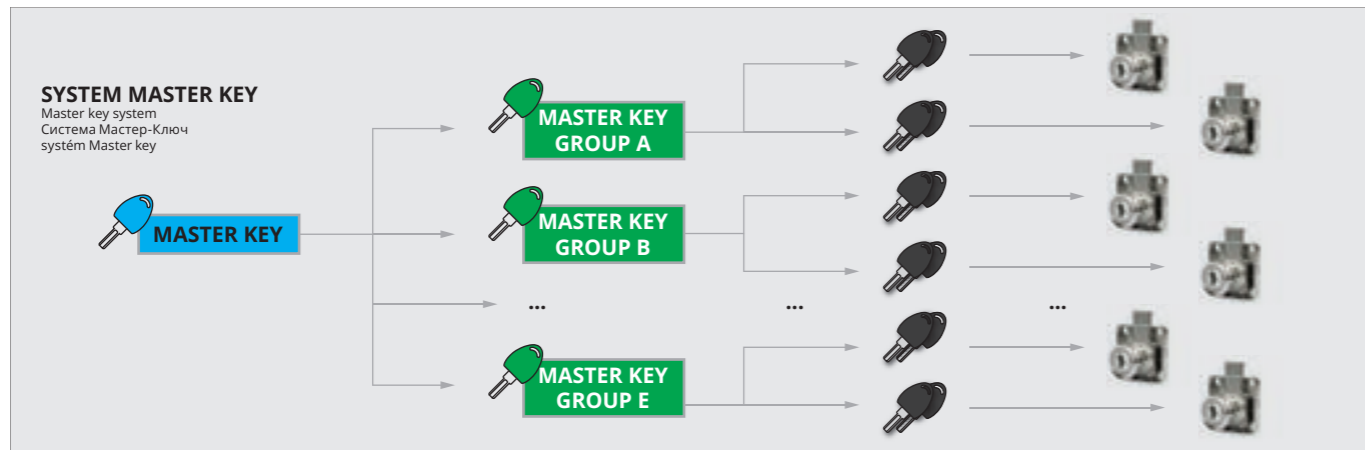 SYSTEM MASTER KEY
Master key system
Система Мастер-Ключ
systém Master key
MASTER KEY
MASTER KEY
GROUP A
MASTER KEY
GROUP B
... ... ...
MASTER KEY
GROUP E